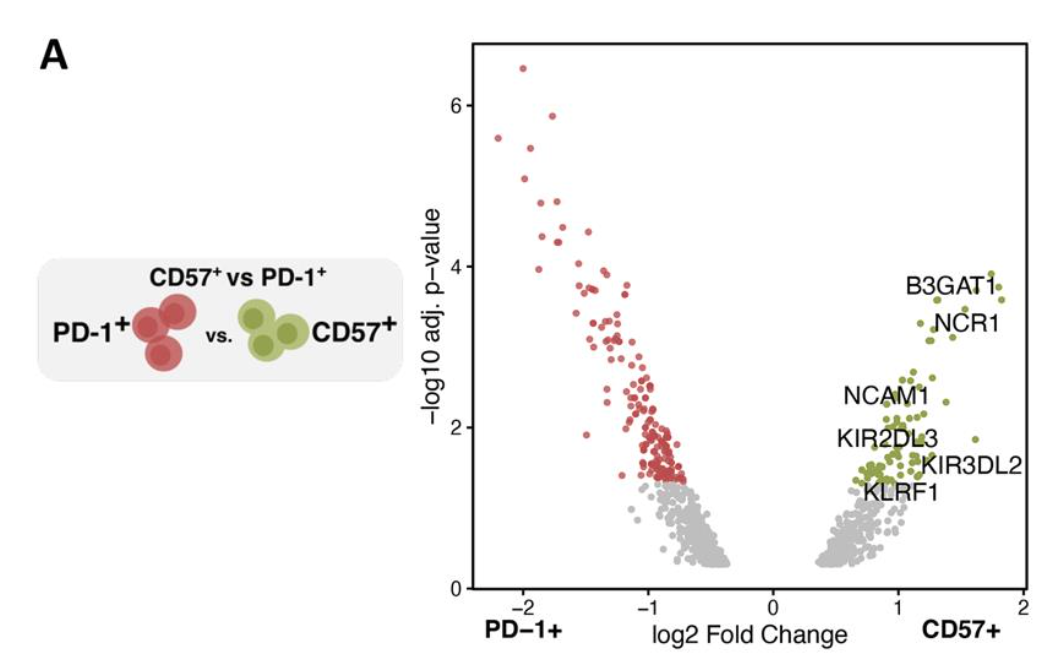 A
CD57⁺ vs PD-1⁺
PD-1⁺
vs.
CD57⁺
−log10 adj. p−value
6
4
2
0
B3GAT1
NCR1
NCAM1
KIR2DL3
KIR3DL2
KLRF1
−2
−1
0
1
2
PD−1+
log2 Fold Change
CD57+